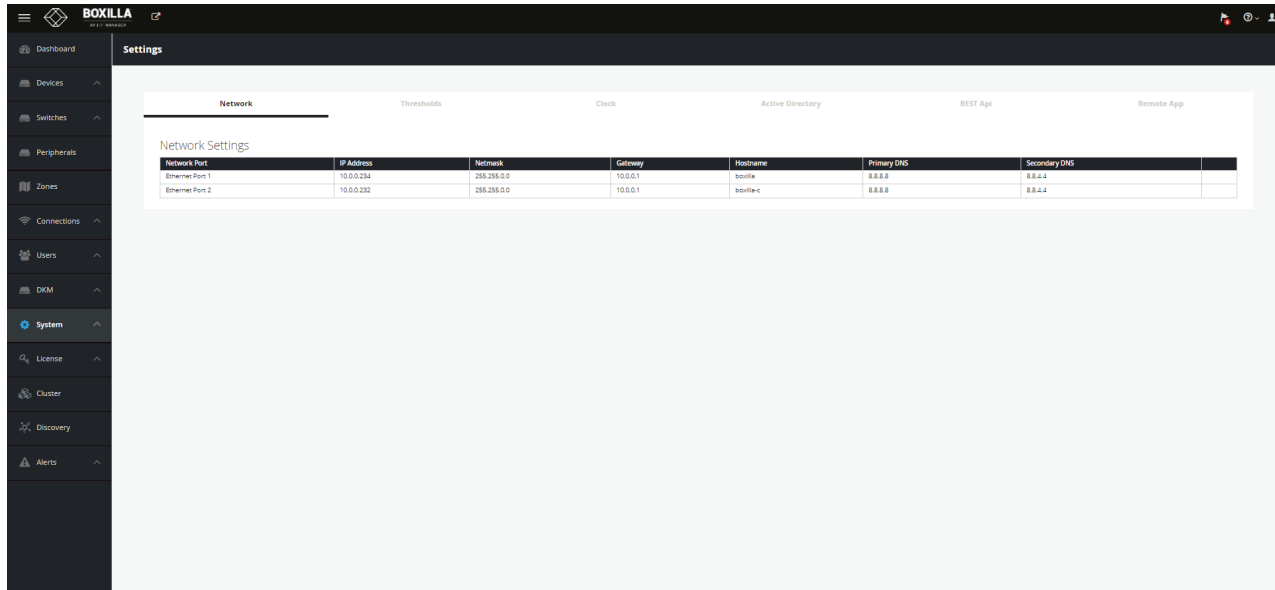 BOXILLA
Dashboard
Settings
Devices
Network Thresholds Clock Active Directory REST Api Remote App
Switches
Network Settings
Peripherals
Network Port IP Address Netmask Gateway Hostname Primary DNS Secondary DNS
Ethernet Port 1 10.0.0.234 255.255.0.0 10.0.0.1 boxilla 8.8.8.8 8.8.4.4
Ethernet Port 2 10.0.0.232 255.255.0.0 10.0.0.1 boxilla-c 8.8.8.8 8.8.4.4
Zones
Connections
Users
DKM
System
License
Cluster
Discovery
Alerts